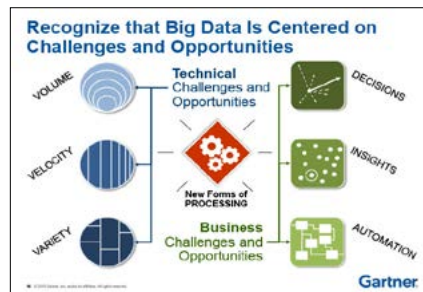 Recognize that Big Data Is Centered on
Challenges and Opportunities
VOLUME
Technical
Challenges and
Opportunities
DECISIONS
VELOCITY
New Forms of
PROCESSING
INSIGHTS
VARIETY
Business
Challenges and
Opportunities
AUTOMATION
Gartner